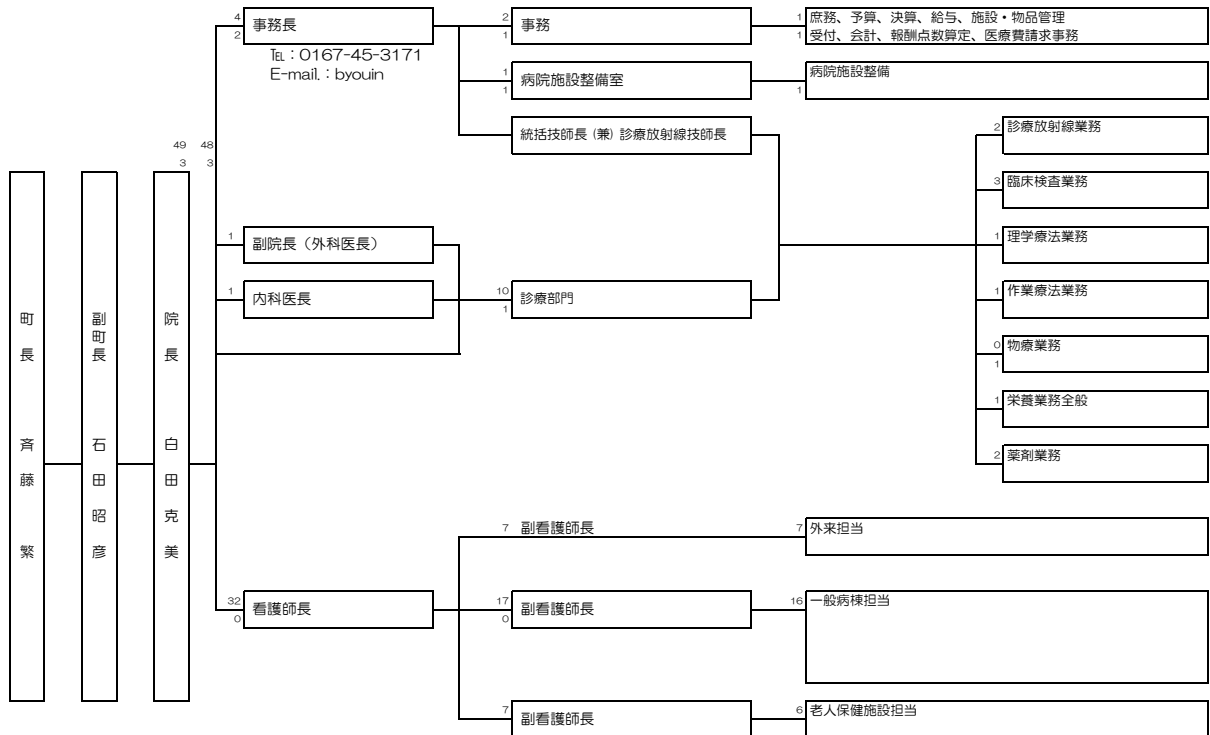 町長 斉藤 繁
副町長 石田昭彦
院長 白田克美
49 48
3 3
4
2
事務長
℡：0167-45-3171
E-mail.：byouin
2
1
事務
1
1
庶務、予算、決算、給与、施設・物品管理
受付、会計、報酬点数算定、医療費請求事務
1
1
病院施設整備室
1
病院施設整備
統括技師長（兼）診療放射線技師長
2
診療放射線業務
3
臨床検査業務
1
理学療法業務
1
作業療法業務
0
1
物療業務
1
栄養業務全般
2
薬剤業務
1
副院長（外科医長）
1
内科医長
10
1
診療部門
32
0
看護師長
7
副看護師長
7
外来担当
17
0
副看護師長
16
一般病棟担当
7
副看護師長
6
老人保健施設担当